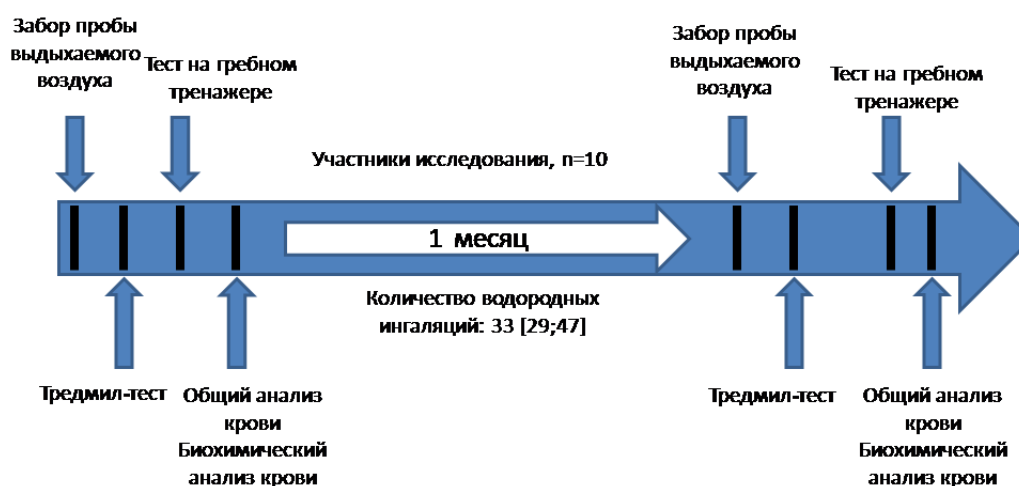 Забор пробы
выдыхаемого
воздуха
Тест на гребном
тренажере
Забор пробы
выдыхаемого
воздуха
Тест на гребном
тренажере
Участники исследования, n=10
1 месяц
Количество водородных
ингаляций: 33 [29;47]
Тредмил-тест
Общий анализ
крови
Биохимический
анализ крови
Тредмил-тест
Общий анализ
крови
Биохимический
анализ крови